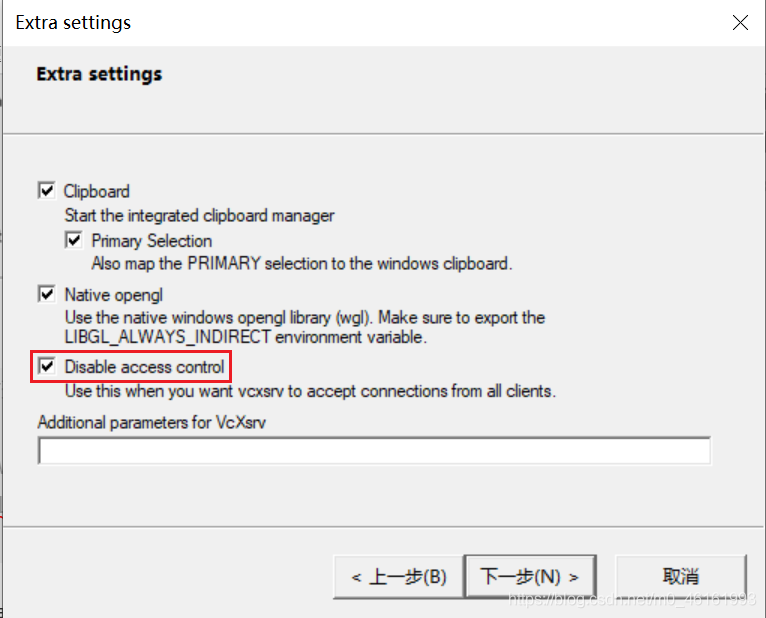 Extra settings
Extra settings
Clipboard
Start the integrated clipboard manager
Primary Selection
Also map the PRIMARY selection to the windows clipboard.
Native opengl
Use the native windows opengl library (wgl). Make sure to export the
LIBGL_ALWAYS_INDIRECT environment variable.
Disable access control
Use this when you want vcxsrv to accept connections from all clients.
Additional parameters for VcXsrv
< 上一步(B)
下一步(N) >
取消
https://blog.csdn.net/m0_46161993